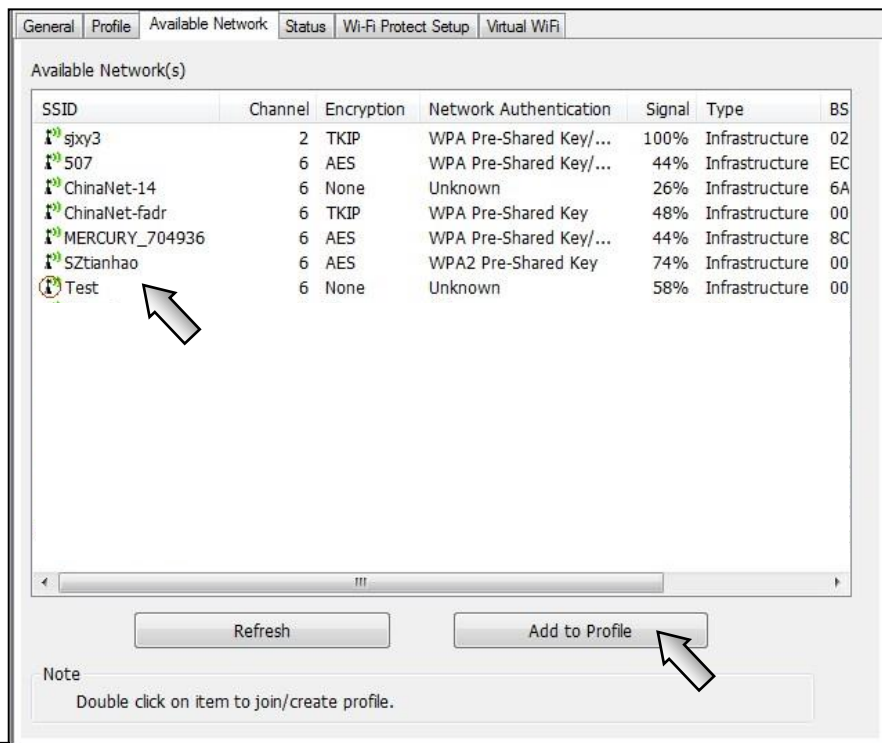 General Profile Available Network Status Wi-Fi Protect Setup Virtual WiFi
Available Network(s)
SSID Channel Encryption Network Authentication Signal Type BS
sjxy3 2 TKIP WPA Pre-Shared Key/... 100% Infrastructure 02
507 6 AES WPA Pre-Shared Key/... 44% Infrastructure EC
ChinaNet-14 6 None Unknown 26% Infrastructure 6A
ChinaNet-fadr 6 TKIP WPA Pre-Shared Key 48% Infrastructure 00
MERCURY_704936 6 AES WPA Pre-Shared Key/... 44% Infrastructure 8C
SZtianhao 6 AES WPA2 Pre-Shared Key 74% Infrastructure 00
Test 6 None Unknown 58% Infrastructure 00
Refresh Add to Profile
Note
Double click on item to join/create profile.